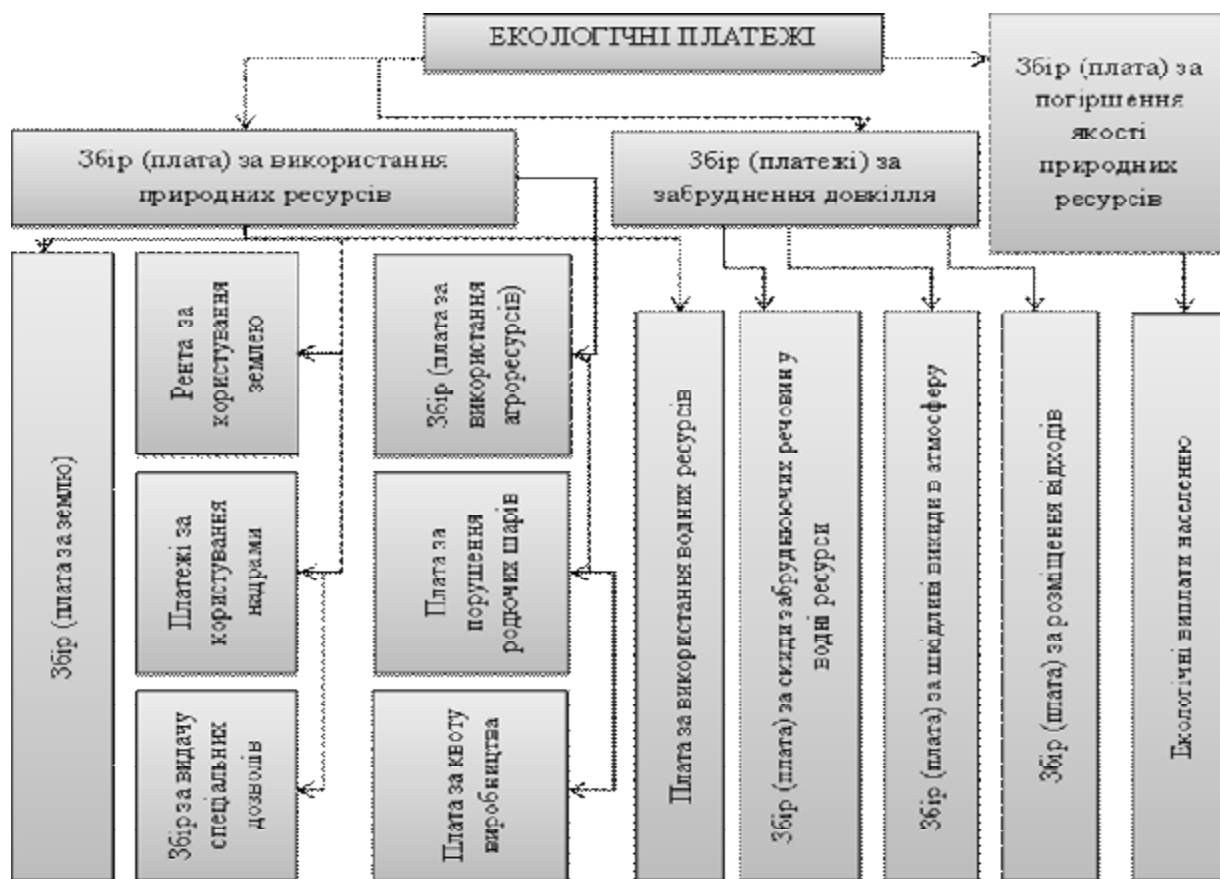 ЕКОЛОГІЧНІ ПЛАТЕЖІ
Збір (плата) за
погіршення
якості
природних
ресурсів
Збір (плата) за використання
природних ресурсів
Збір (платежі) за
забруднення довкілля
Збір (плата за землю)
Рента за
користування
землею
Платежі за
користування
надрами
Збір за видачу
спеціальних
дозволів
Збір (плата за
використання
агроресурсів)
Плата за
порушення
родючих шарів
Плата за квоту
виробництва
Плата за використання водних ресурсів
Збір (плата) за скиди забруднюючих речовин у
водні ресурси
Збір (плата) за шкідливі викиди в атмосферу
Збір (плата) за розміщення відходів
Екологічні виплати населенню